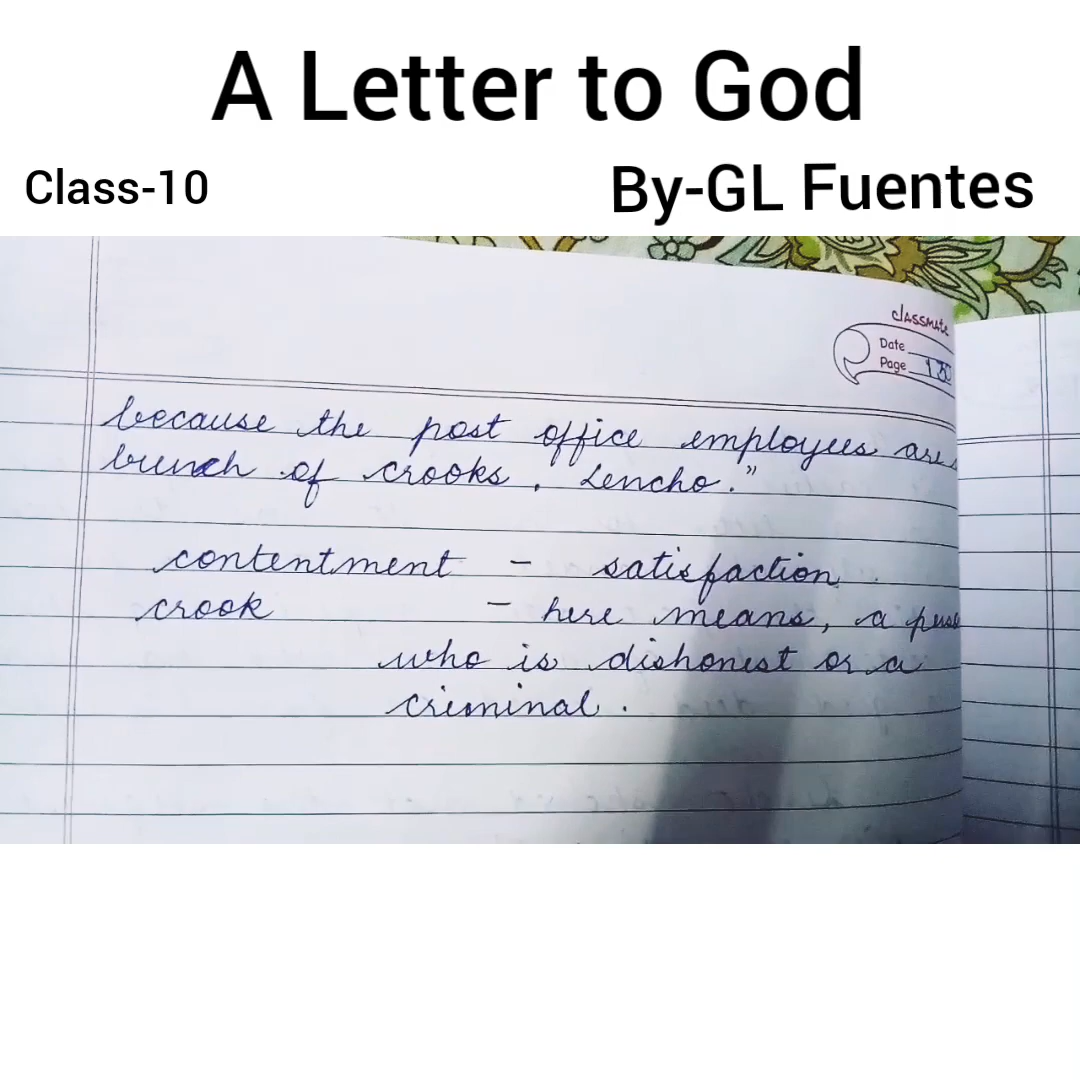 A Letter to God
Class-10
By-GL Fuentes
classmate
Date
Page
because the post office employees are
bunch of crooks, Lencho."
contentment - satisfaction
crook - here means, a
who is dishonest or a
criminal.